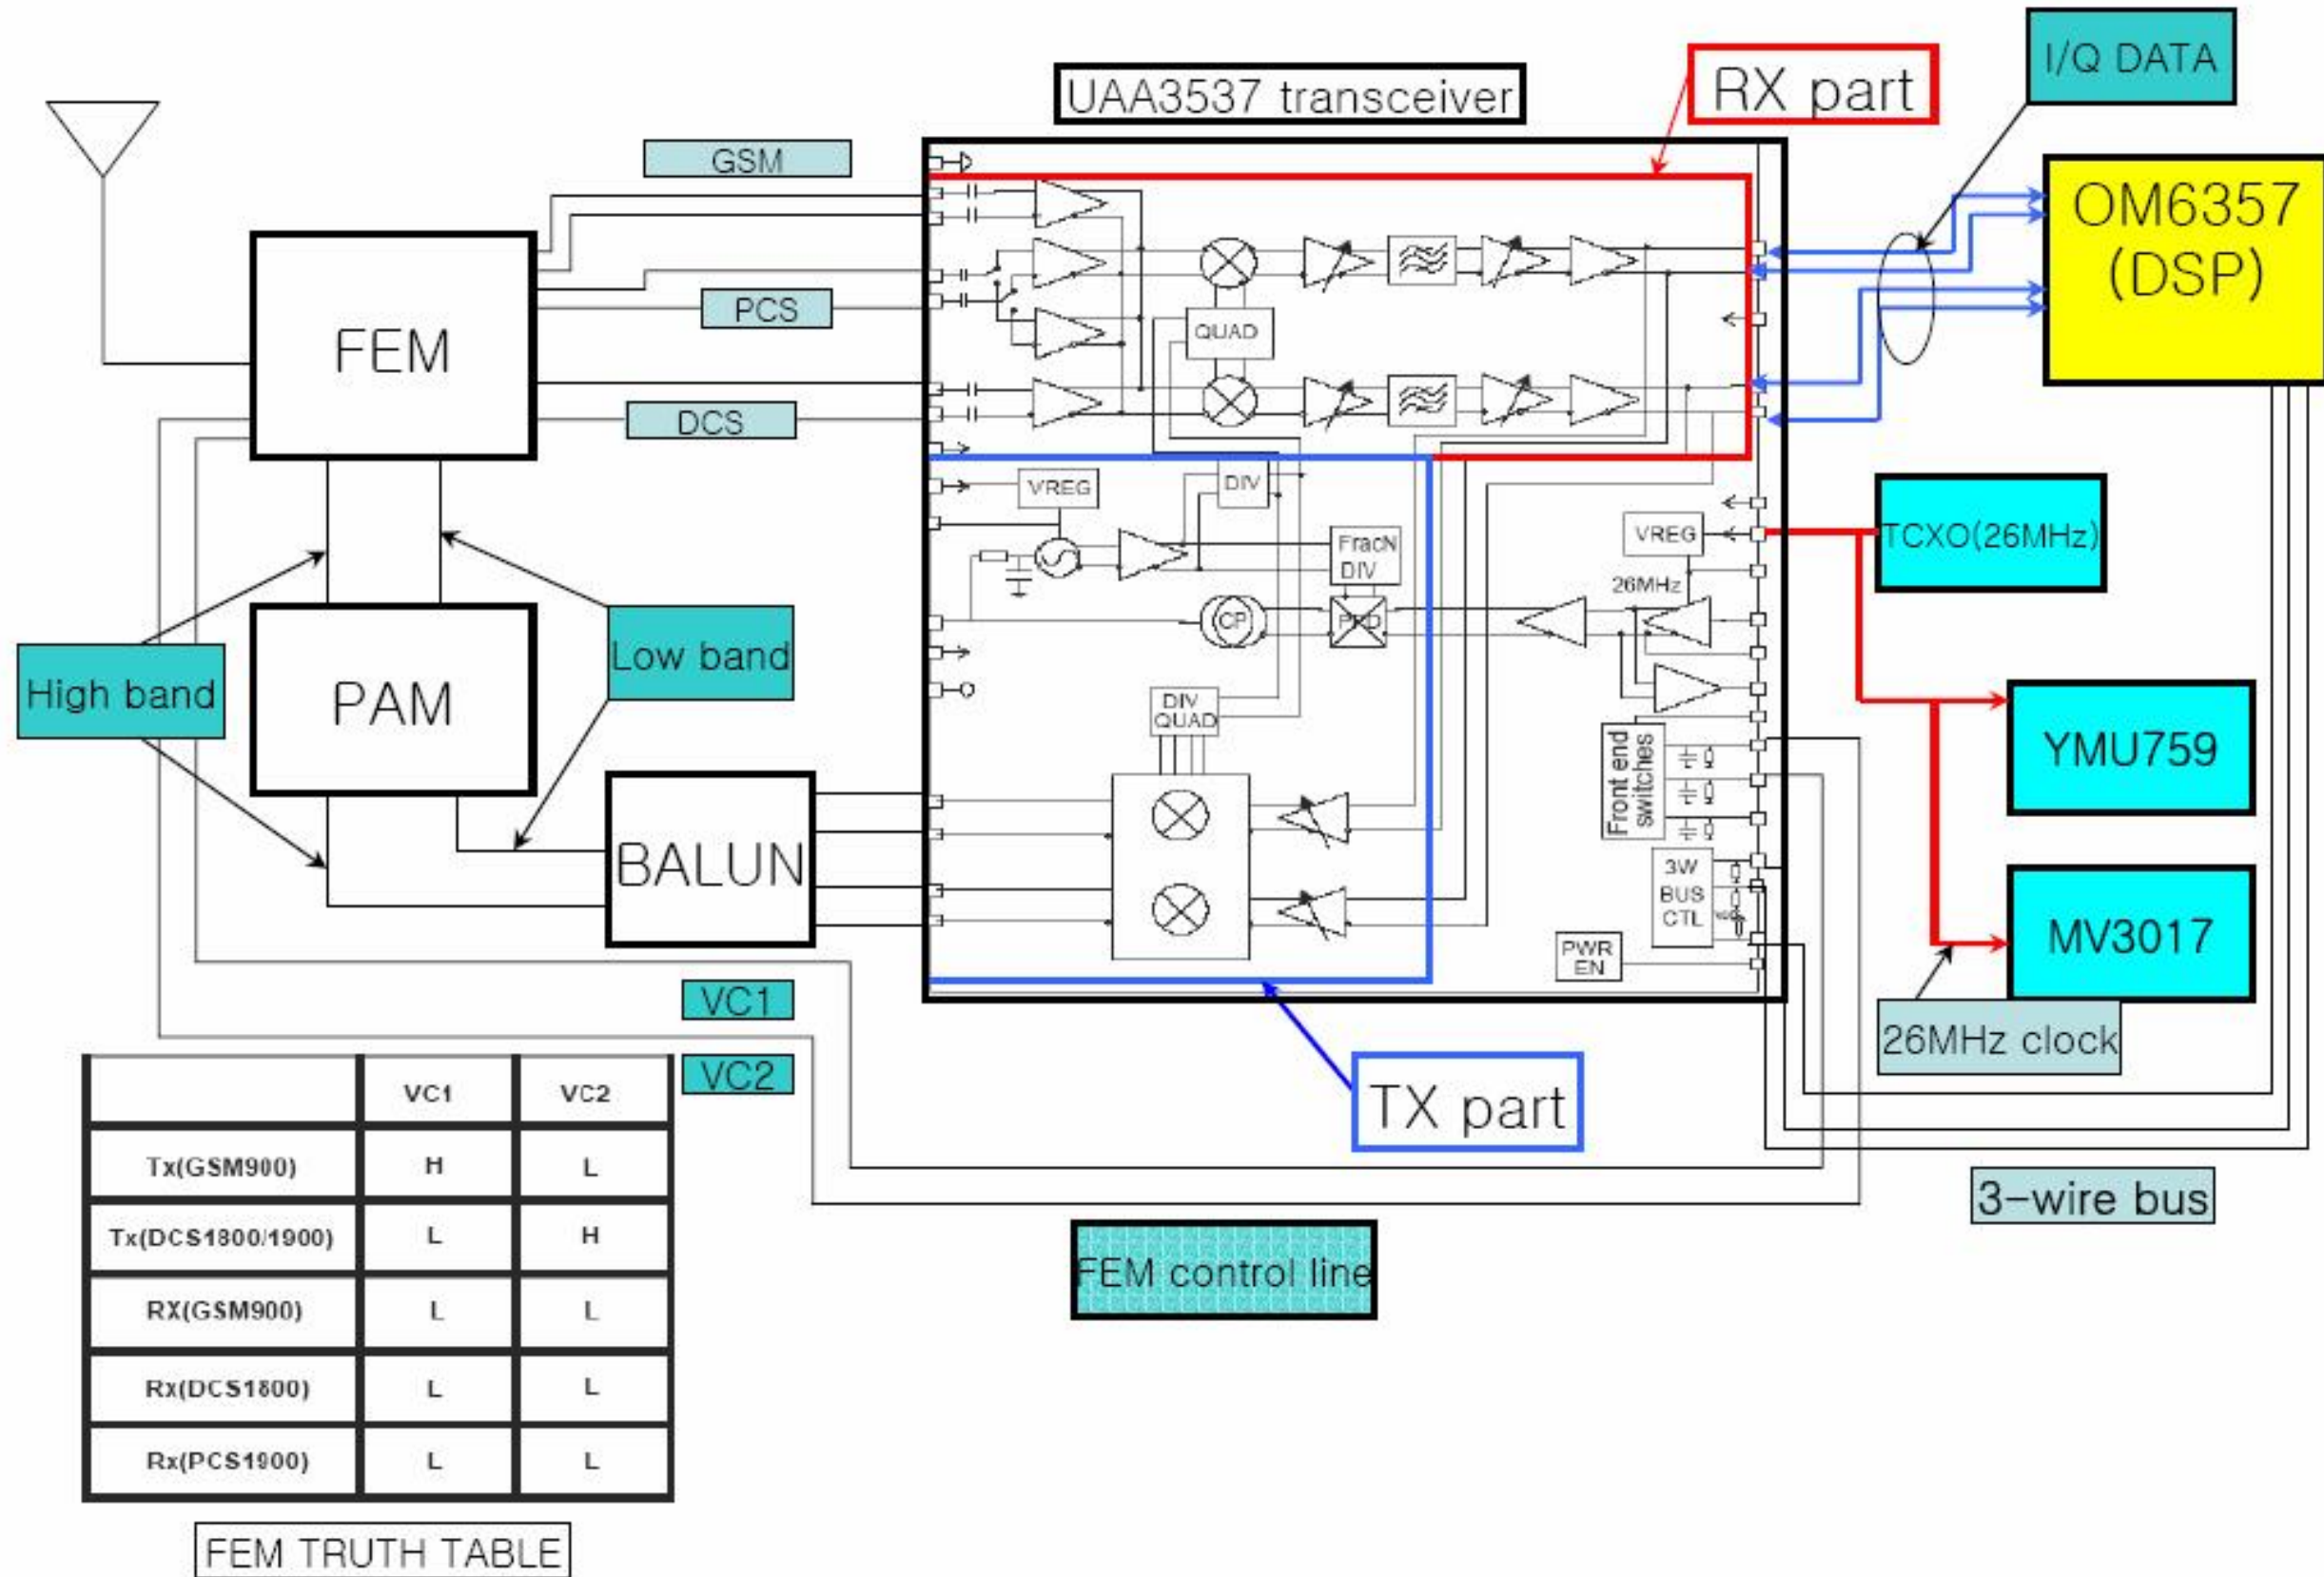 UAA3537 transceiver
RX part
I/Q DATA
GSM
OM6357
(DSP)
PCS
FEM
QUAD
DCS
VREG
DIV
FracN
DIV
VREG
TCXO(26MHz)
26MHz
CP
PFD
Low band
High band
PAM
DIV
QUAD
Front end
switches
YMU759
BALUN
3W
BUS
CTL
MV3017
PWR
EN
VC1
26MHz clock
VC2
TX part
VC1 VC2
Tx(GSM900) H L
Tx(DCS1800/1900) L H
RX(GSM900) L L
Rx(DCS1800) L L
Rx(PCS1900) L L
3-wire bus
FEM control line
FEM TRUTH TABLE